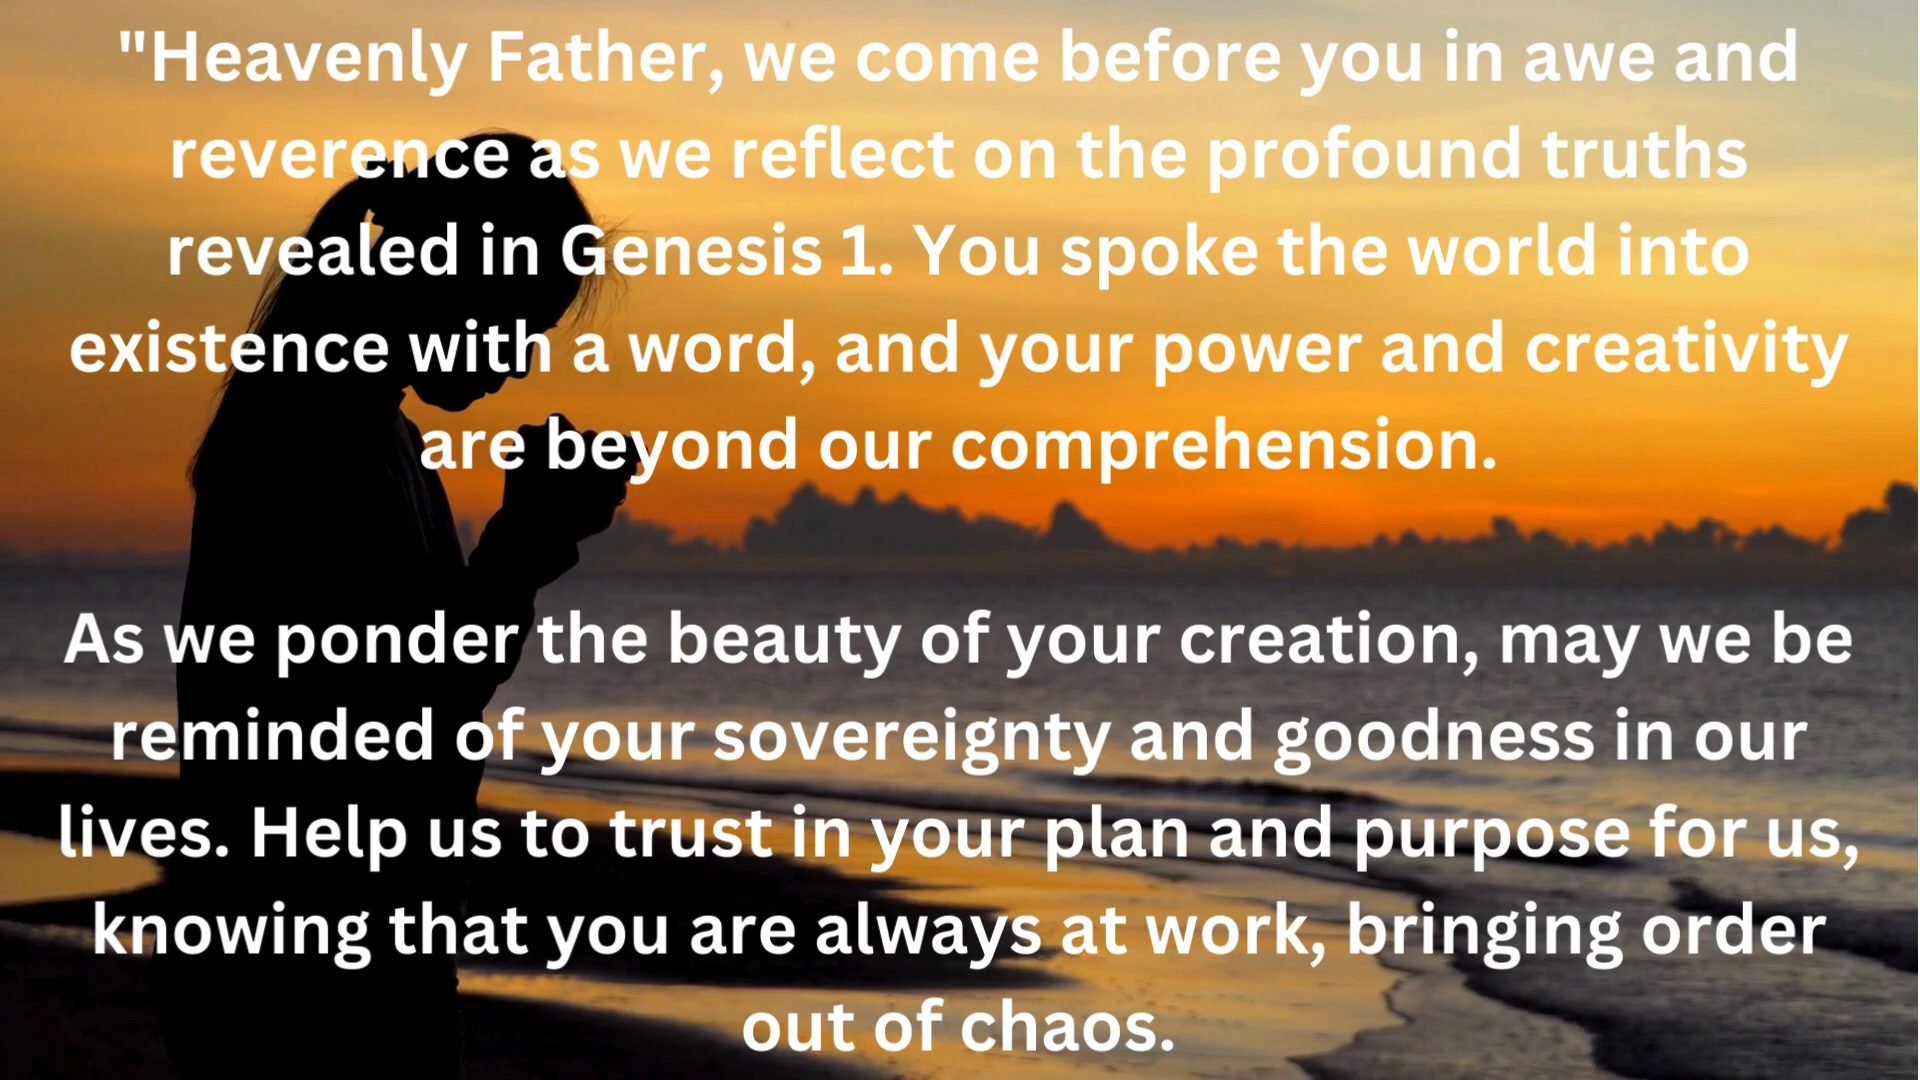 "Heavenly Father, we come before you in awe and
reverence as we reflect on the profound truths
revealed in Genesis 1. You spoke the world into
existence with a word, and your power and creativity
are beyond our comprehension.
As we ponder the beauty of your creation, may we be
reminded of your sovereignty and goodness in our
lives. Help us to trust in your plan and purpose for us,
knowing that you are always at work, bringing order
out of chaos.